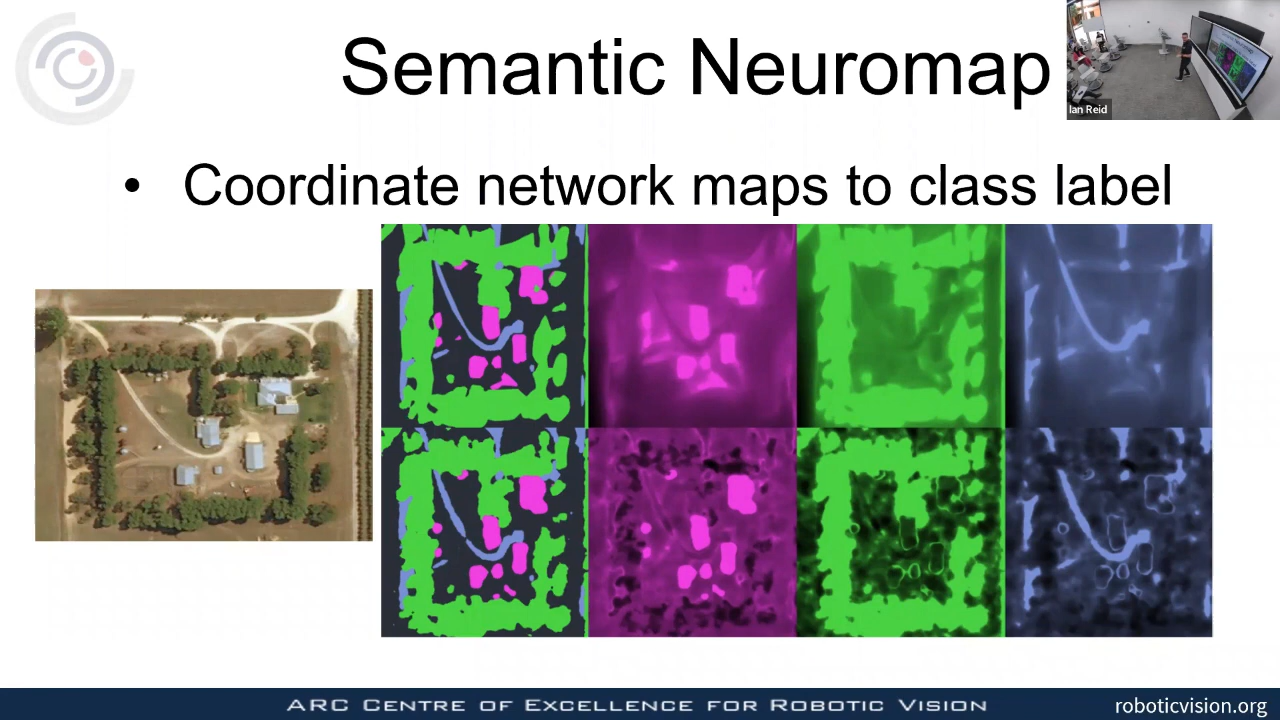 Semantic Neuromap
Ian Reid
• Coordinate network maps to class label
ARC Centre of Excellence for Robotic Vision
roboticvision.org